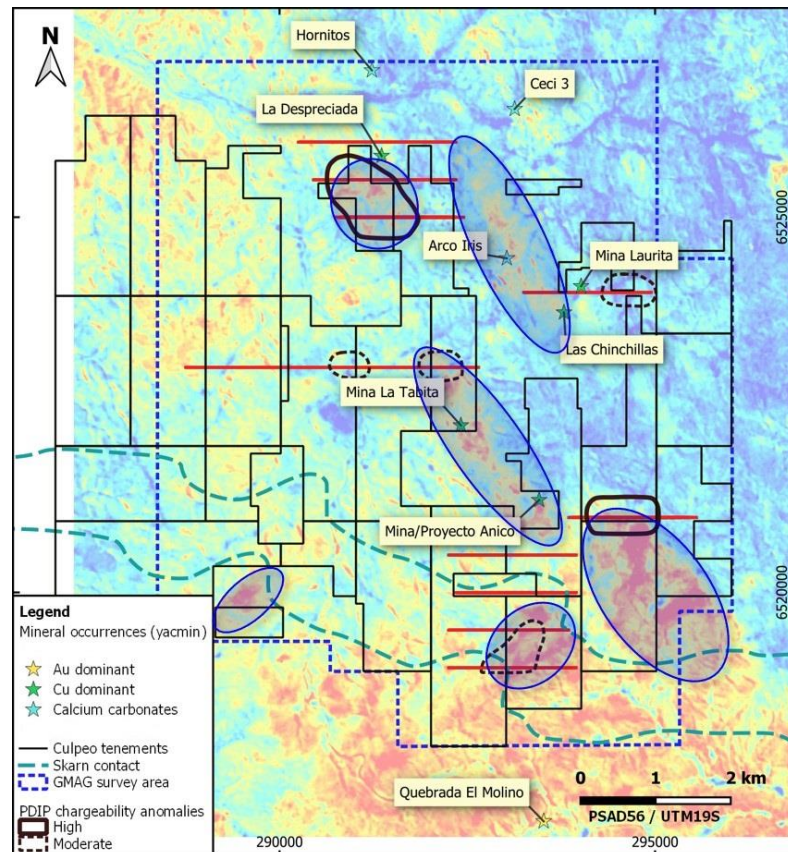 N
Hornitos
Ceci 3
La Despreciada
6525000
Arco Iris
Mina Laurita
Las Chinchillas
Mina La Tabita
Mina/Proyecto Anico
6520000
Legend
Mineral occurrences (yacmin)
Au dominant
Cu dominant
Calcium carbonates
Culpeo tenements
Skarn contact
GMAG survey area
PDIP chargeability anomalies
High
Moderate
Quebrada El Molino
0 1 2 km
PSAD56 / UTM19S
290000
295000